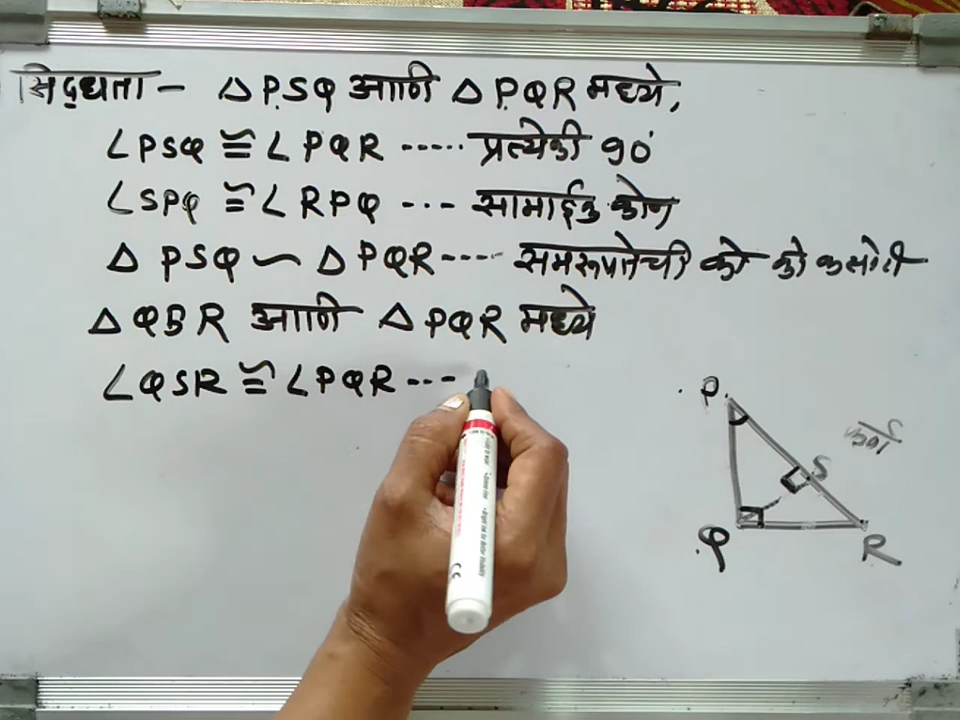 सिद्धता - △ PSQ आणि △ PQR मध्ये,
∠PSQ ≅ ∠PQR ..... प्रत्येकी 90°
∠SPQ ≅ ∠RPQ ... सामाईक कोन
△ PSQ ∼ △ PQR .... समरूपतेची को को कसोटी
△ QSR आणि △ PQR मध्ये
∠QSR ≅ ∠PQR ...
P
S
Q
R